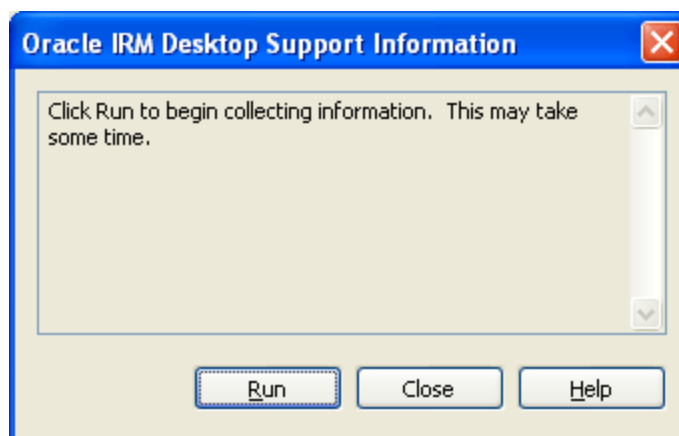 Oracle IRM Desktop Support Information
Click Run to begin collecting information.  This may take
some time.
Run
Close
Help